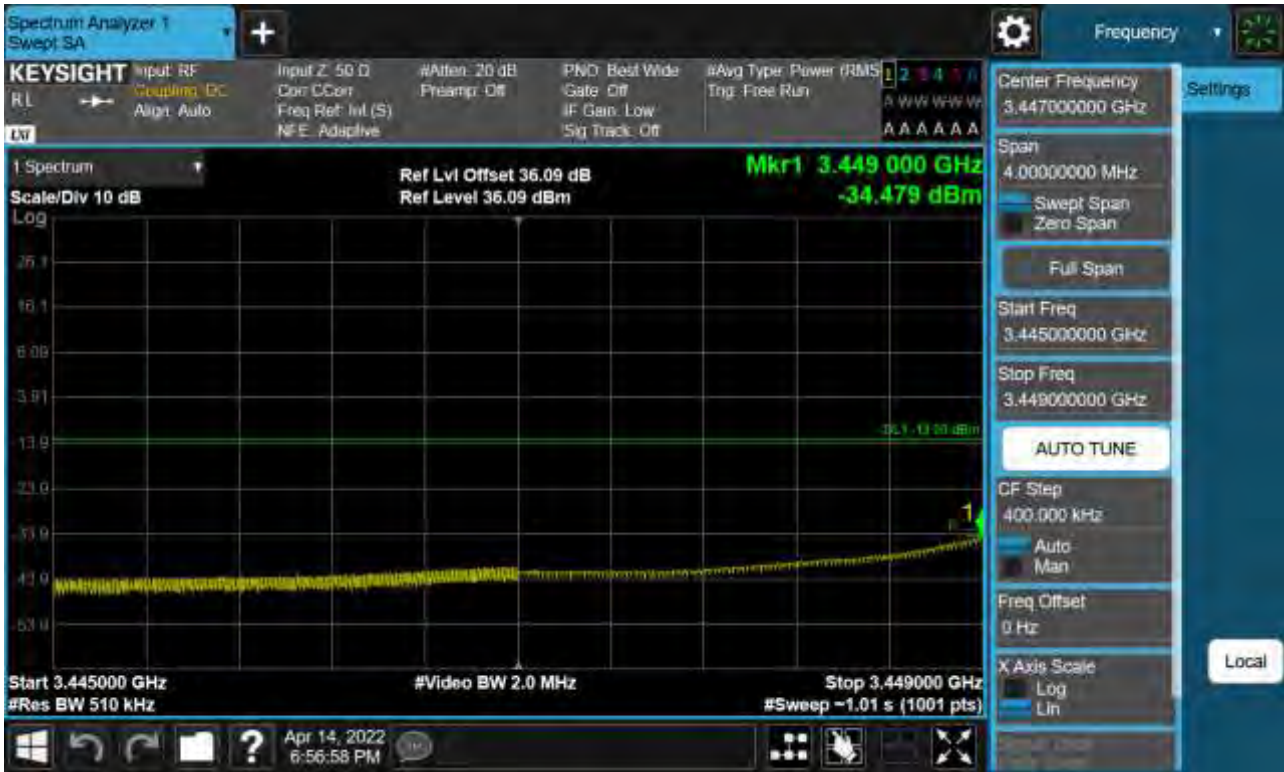 Spectrum Analyzer 1
Swept SA
+
Frequency
KEYSIGHT
RL
LXI
Input: RF
Coupling: DC
Align: Auto
Input Z: 50 Ω
Corr CCorr
Freq Ref: Int (S)
NFE: Adaptive
#Atten: 20 dB
Preamp: Off
PNO: Best Wide
Gate: Off
IF Gain: Low
Sig Track: Off
#Avg Type: Power (RMS
Trig: Free Run
1 2 3 4 5 6
A W W W W W
A A A A A A
1 Spectrum
Scale/Div 10 dB
Log
Ref Lvl Offset 36.09 dB
Ref Level 36.09 dBm
Mkr1 3.449 000 GHz
-34.479 dBm
26.1
16.1
6.09
-3.91
-13.9
-23.9
-33.9
-43.9
-53.9
DL1 -13.00 dBm
1
Start 3.445000 GHz
#Res BW 510 kHz
#Video BW 2.0 MHz
Stop 3.449000 GHz
#Sweep ~1.01 s (1001 pts)
?
Apr 14, 2022
6:56:58 PM
Center Frequency
3.447000000 GHz
Settings
Span
4.00000000 MHz
Swept Span
Zero Span
Full Span
Start Freq
3.445000000 GHz
Stop Freq
3.449000000 GHz
AUTO TUNE
CF Step
400.000 kHz
Auto
Man
Freq Offset
0 Hz
X Axis Scale
Log
Lin
Local